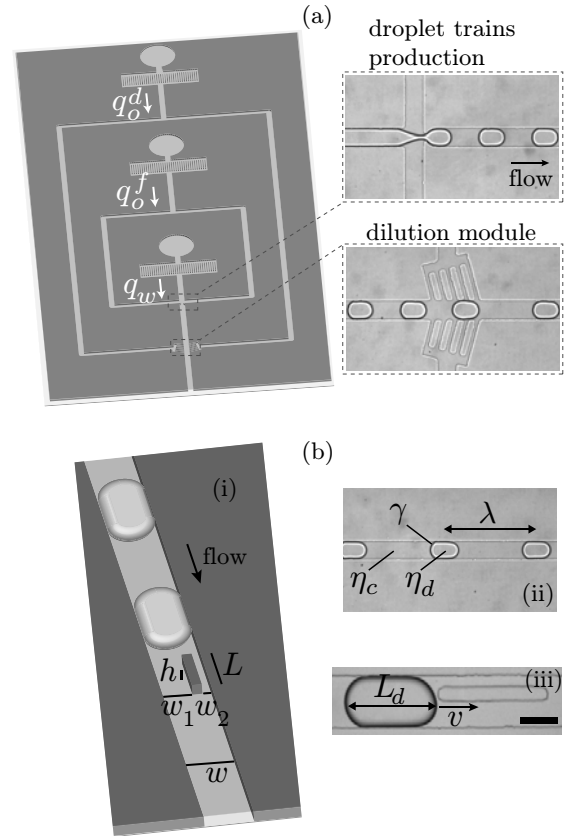 (a)
droplet trains
production
q_o^d
q_o^f
q_w
flow
dilution module
(b)
(i)
flow
h
L
w_1 w_2
w
γ
λ
η_c
η_d
(ii)
(iii)
L_d
v